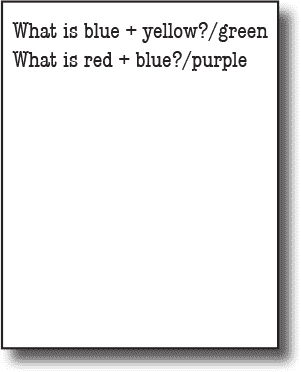 What is blue + yellow?/green
What is red + blue?/purple